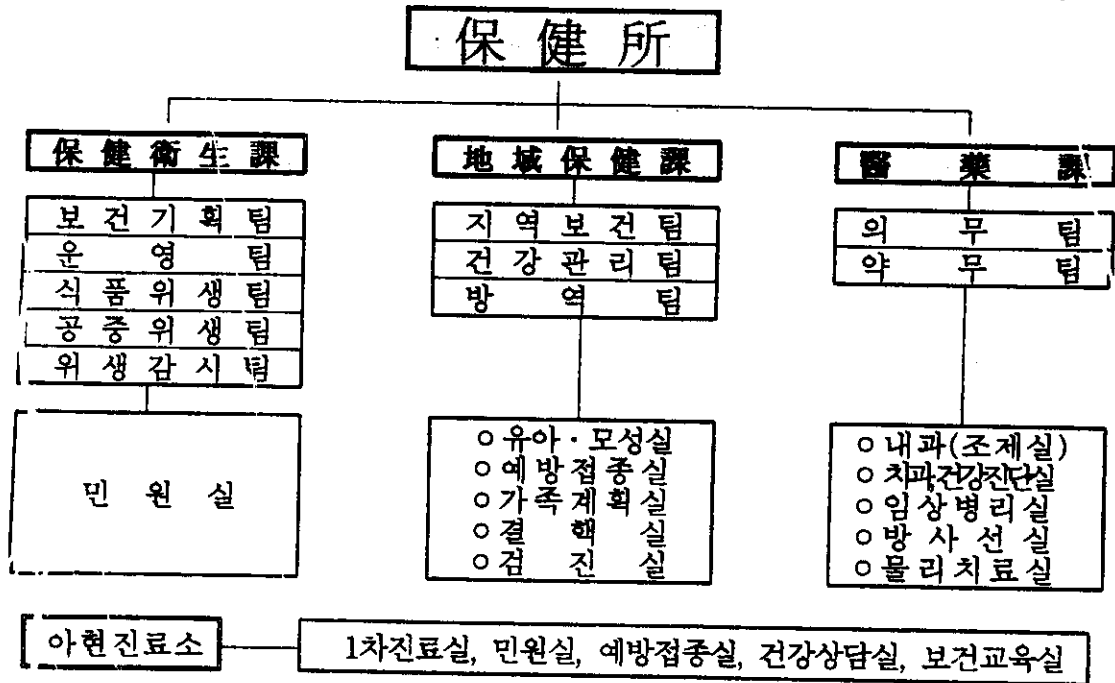 保健所
保健衛生課
보건기획팀
운영팀
식품위생팀
공중위생팀
위생감시팀
민원실
地域保健課
지역보건팀
건강관리팀
방역팀
○ 유아·모성실
○ 예방접종실
○ 가족계획실
○ 결핵실
○ 검진실
醫藥課
의무팀
약무팀
○ 내과(조제실)
○ 치과,건강진단실
○ 임상병리실
○ 방사선실
○ 물리치료실
아현진료소
1차진료실, 민원실, 예방접종실, 건강상담실, 보건교육실